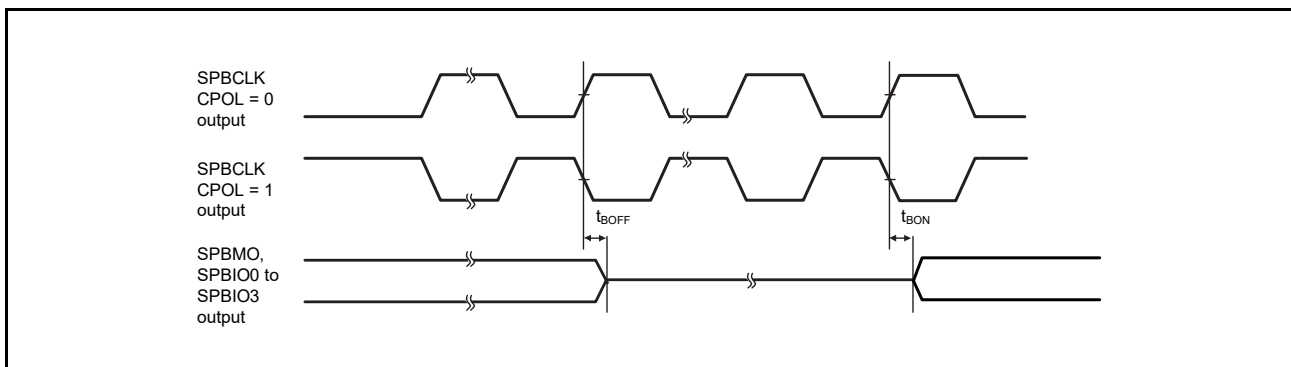 SPBCLK
CPOL = 0
output
SPBCLK
CPOL = 1
output
tBOFF
tBON
SPBMO,
SPBIO0 to
SPBIO3
output